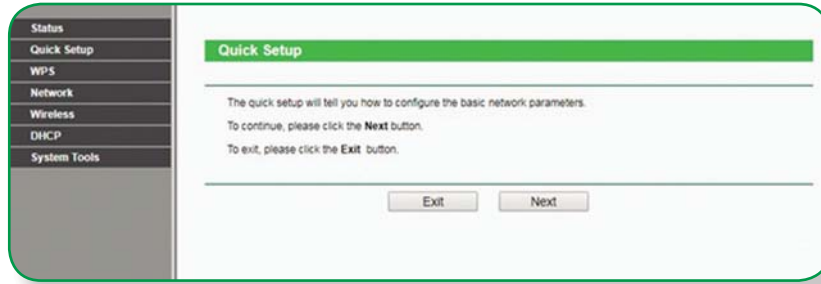 Status
Quick Setup
WPS
Network
Wireless
DHCP
System Tools
Quick Setup
The quick setup will tell you how to configure the basic network parameters.
To continue, please click the Next button.
To exit, please click the Exit button.
Exit Next